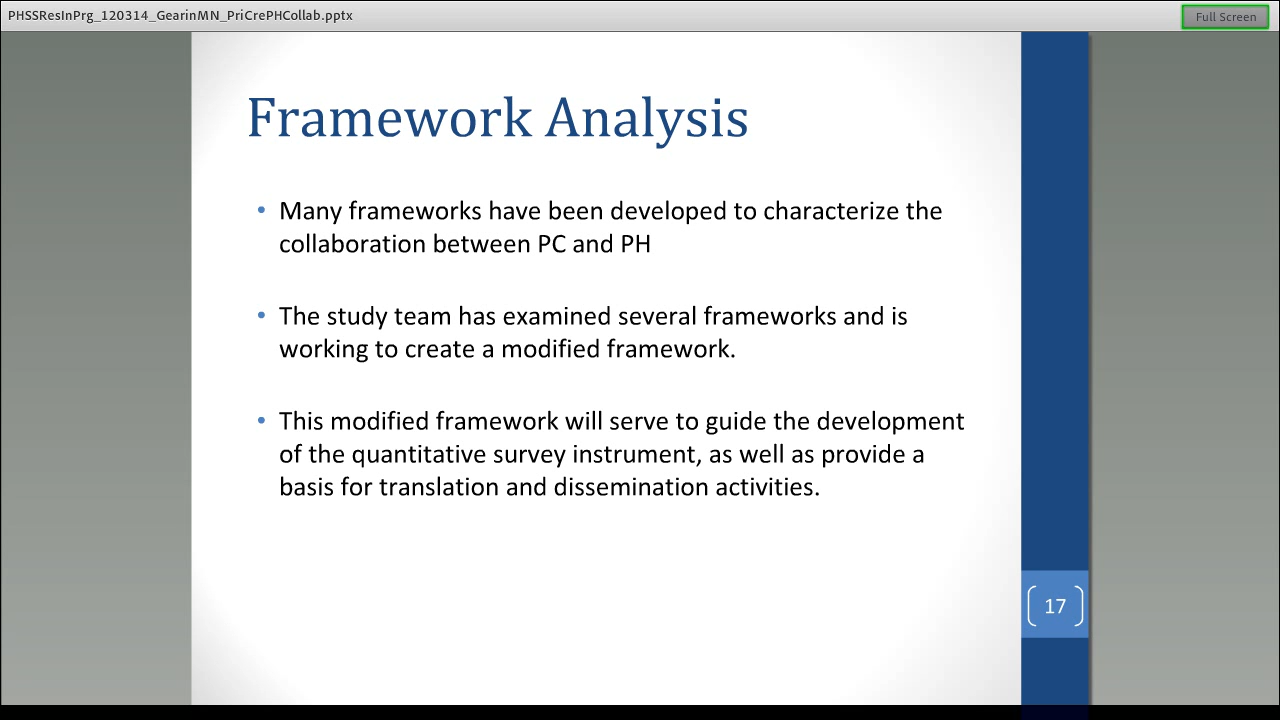 PHSSResInPrg_120314_GearinMN_PriCrePHCollab.pptx
Full Screen
Framework Analysis
• Many frameworks have been developed to characterize the
collaboration between PC and PH
• The study team has examined several frameworks and is
working to create a modified framework.
• This modified framework will serve to guide the development
of the quantitative survey instrument, as well as provide a
basis for translation and dissemination activities.
17